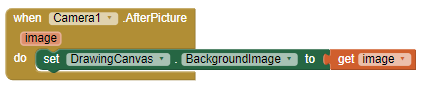 when Camera1 .AfterPicture
image
do set DrawingCanvas . BackgroundImage to get image